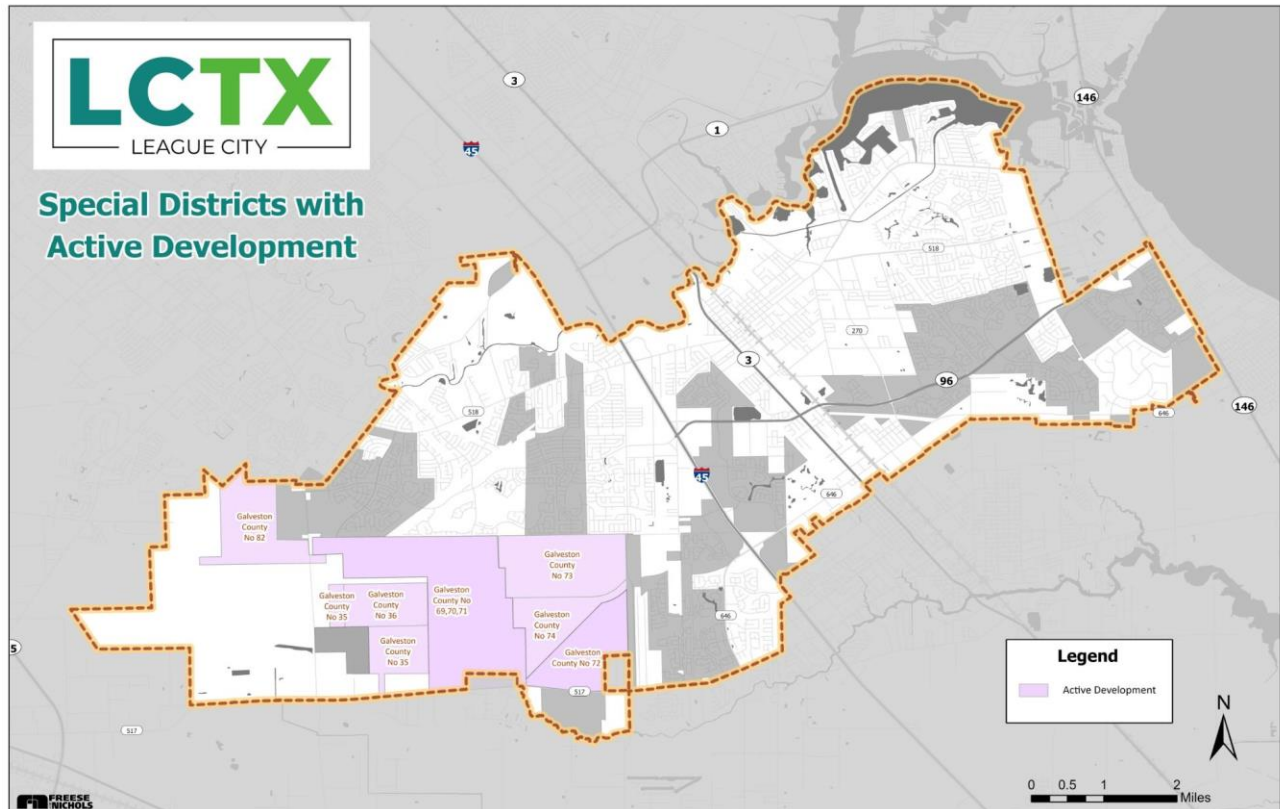 LCTX
LEAGUE CITY
Special Districts with
Active Development
3
1
146
45
518
270
3
96
518
646
146
45
646
646
Galveston
County
No 82
Galveston
County
No 73
Galveston
County No
69,70,71
Galveston
County
No 35
Galveston
County
No 36
Galveston
County
No 74
Galveston
County
No 35
Galveston
County No 72
5
517
517
Legend
Active Development
N
0 0.5 1 2
Miles
FREESE
NICHOLS